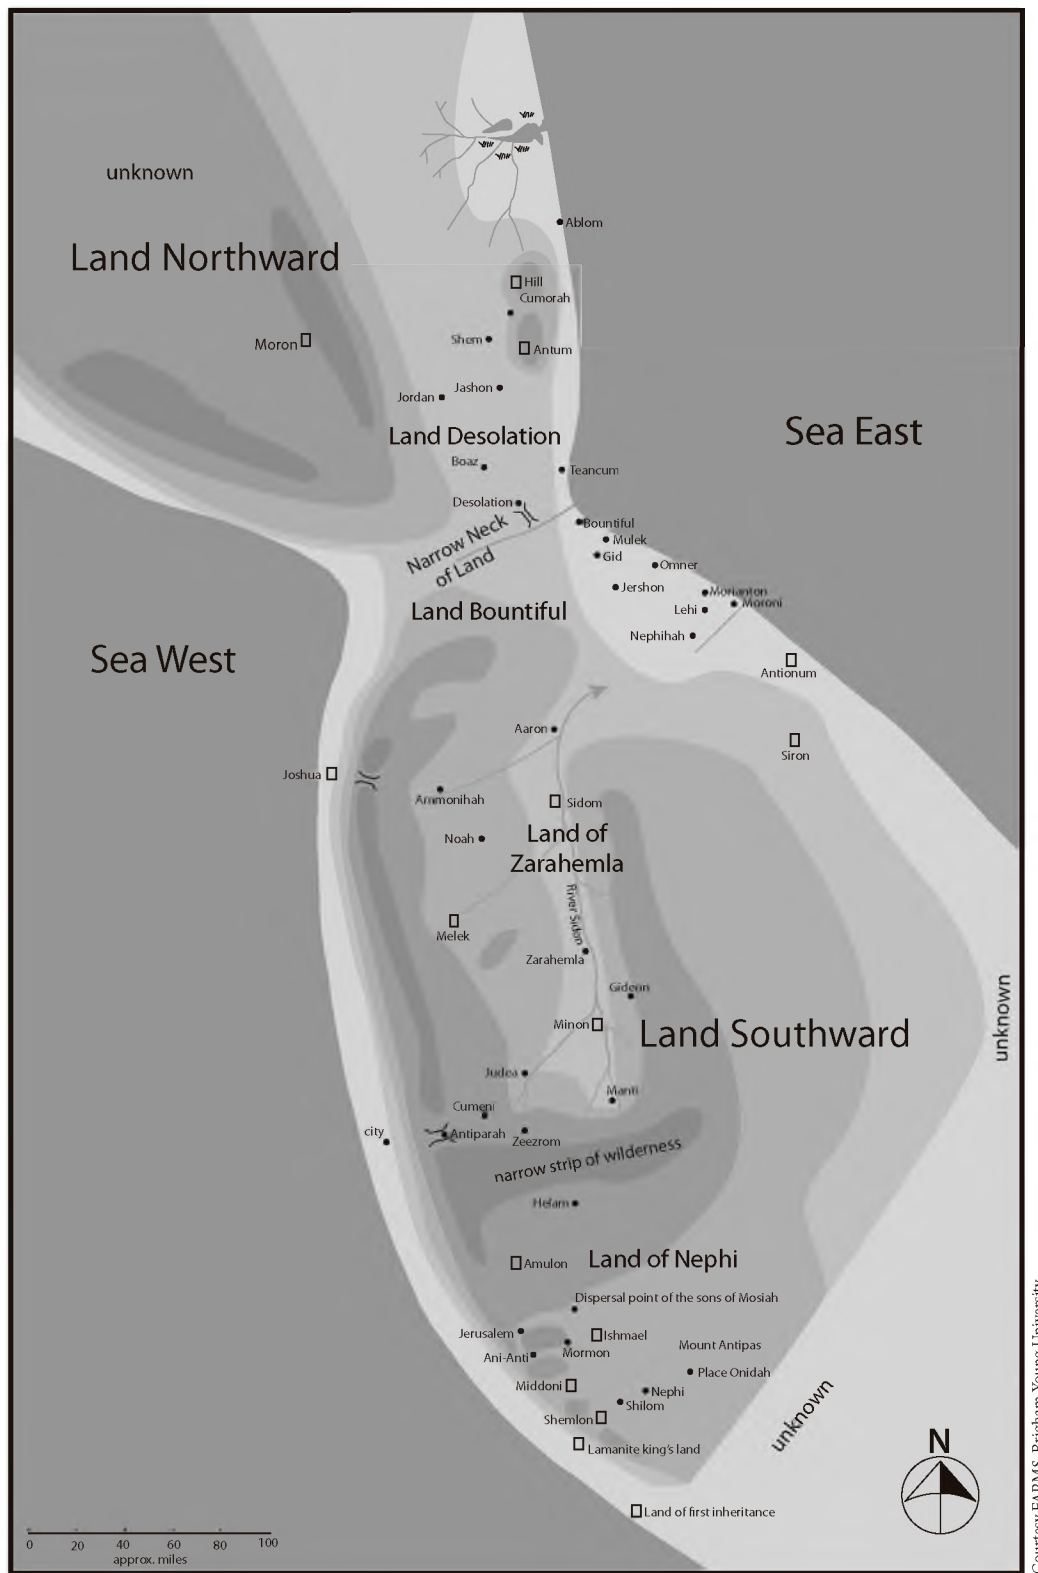 unknown
Land Northward
Ablom
Hill
Cumorah
Moron
Shem
Antum
Jashon
Jordan
Land Desolation
Sea East
Boaz
Teancum
Desolation
Narrow Neck
of Land
Bountiful
Mulek
Gid
Omner
Jershon
Morianton
Moroni
Lehi
Land Bountiful
Nephihah
Sea West
Antionum
Aaron
Siron
Joshua
Ammonihah
Sidom
Land of
Zarahemla
Noah
River Sidon
Melek
Zarahemla
Gideon
unknown
Minon
Land Southward
Judea
Manti
Cumeni
city
Antiparah
Zeezrom
narrow strip of wilderness
Helam
Amulon
Land of Nephi
Dispersal point of the sons of Mosiah
Jerusalem
Ishmael
Mormon
Mount Antipas
Ani-Anti
Place Onidah
Middoni
Nephi
Shilom
Shemlon
unknown
Lamanite king's land
N
Land of first inheritance
0 20 40 60 80 100
approx. miles
Courtesy FARMS, Brigham Young University